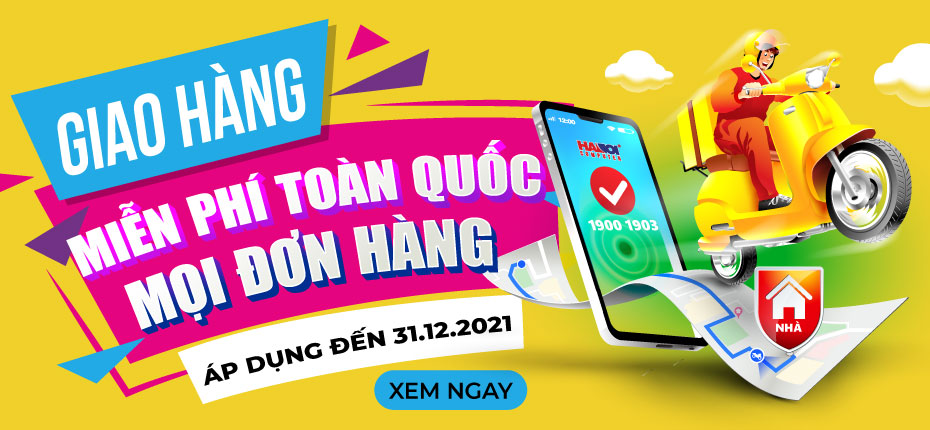 GIAO HÀNG
MIỄN PHÍ TOÀN QUỐC
MỌI ĐƠN HÀNG
ÁP DỤNG ĐẾN 31.12.2021
XEM NGAY
12:00
HANOI
COMPUTER
1900 1903
NHÀ